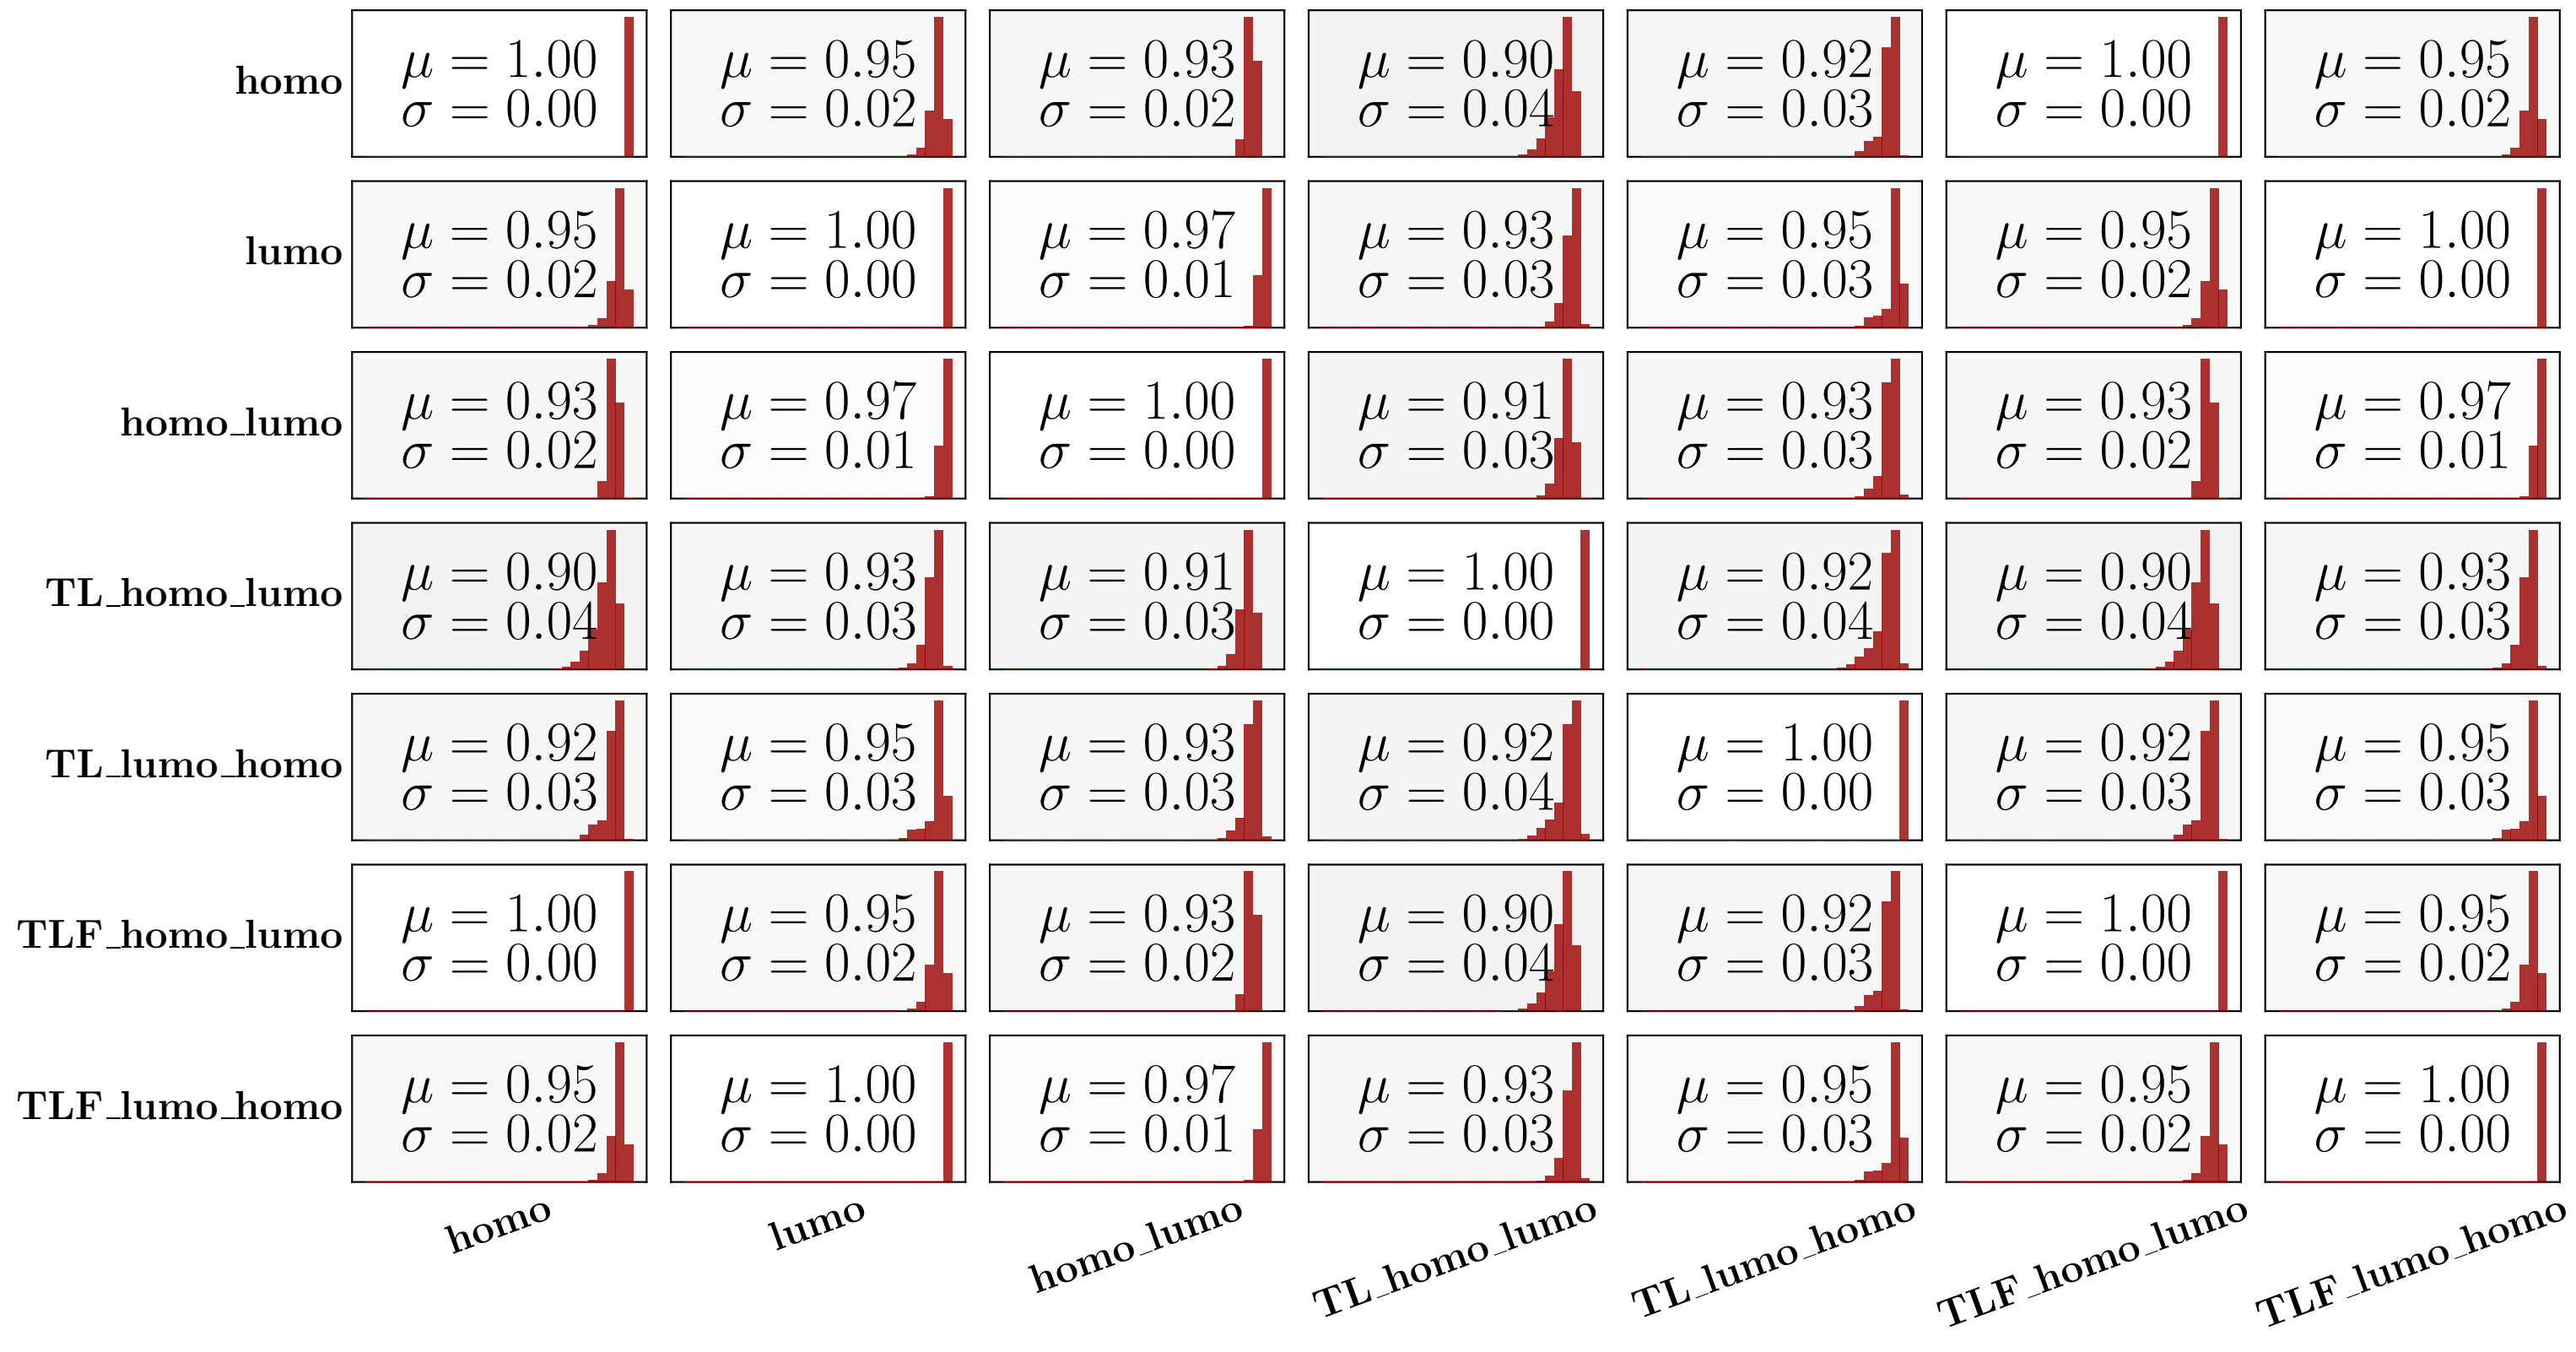 homo
μ = 1.00 μ = 0.95 μ = 0.93 μ = 0.90 μ = 0.92 μ = 1.00 μ = 0.95
σ = 0.00 σ = 0.02 σ = 0.02 σ = 0.04 σ = 0.03 σ = 0.00 σ = 0.02
lumo
μ = 0.95 μ = 1.00 μ = 0.97 μ = 0.93 μ = 0.95 μ = 0.95 μ = 1.00
σ = 0.02 σ = 0.00 σ = 0.01 σ = 0.03 σ = 0.03 σ = 0.02 σ = 0.00
homo_lumo
μ = 0.93 μ = 0.97 μ = 1.00 μ = 0.91 μ = 0.93 μ = 0.93 μ = 0.97
σ = 0.02 σ = 0.01 σ = 0.00 σ = 0.03 σ = 0.03 σ = 0.02 σ = 0.01
TL_homo_lumo
μ = 0.90 μ = 0.93 μ = 0.91 μ = 1.00 μ = 0.92 μ = 0.90 μ = 0.93
σ = 0.04 σ = 0.03 σ = 0.03 σ = 0.00 σ = 0.04 σ = 0.04 σ = 0.03
TL_lumo_homo
μ = 0.92 μ = 0.95 μ = 0.93 μ = 0.92 μ = 1.00 μ = 0.92 μ = 0.95
σ = 0.03 σ = 0.03 σ = 0.03 σ = 0.04 σ = 0.00 σ = 0.03 σ = 0.03
TLF_homo_lumo
μ = 1.00 μ = 0.95 μ = 0.93 μ = 0.90 μ = 0.92 μ = 1.00 μ = 0.95
σ = 0.00 σ = 0.02 σ = 0.02 σ = 0.04 σ = 0.03 σ = 0.00 σ = 0.02
TLF_lumo_homo
μ = 0.95 μ = 1.00 μ = 0.97 μ = 0.93 μ = 0.95 μ = 0.95 μ = 1.00
σ = 0.02 σ = 0.00 σ = 0.01 σ = 0.03 σ = 0.03 σ = 0.02 σ = 0.00
homo lumo homo_lumo TL_homo_lumo TL_lumo_homo TLF_homo_lumo TLF_lumo_homo